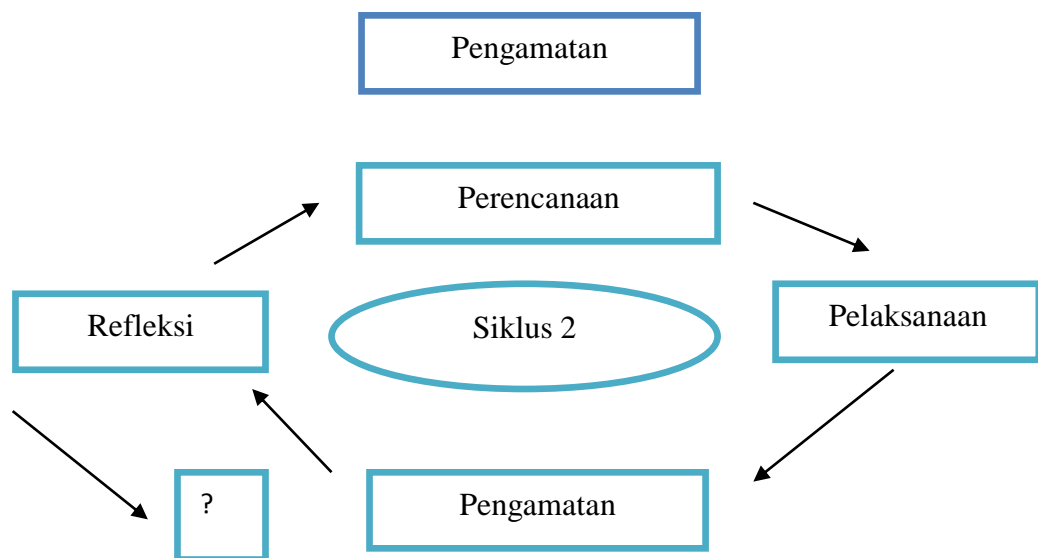 Pengamatan
Perencanaan
Refleksi
Siklus 2
Pelaksanaan
?
Pengamatan